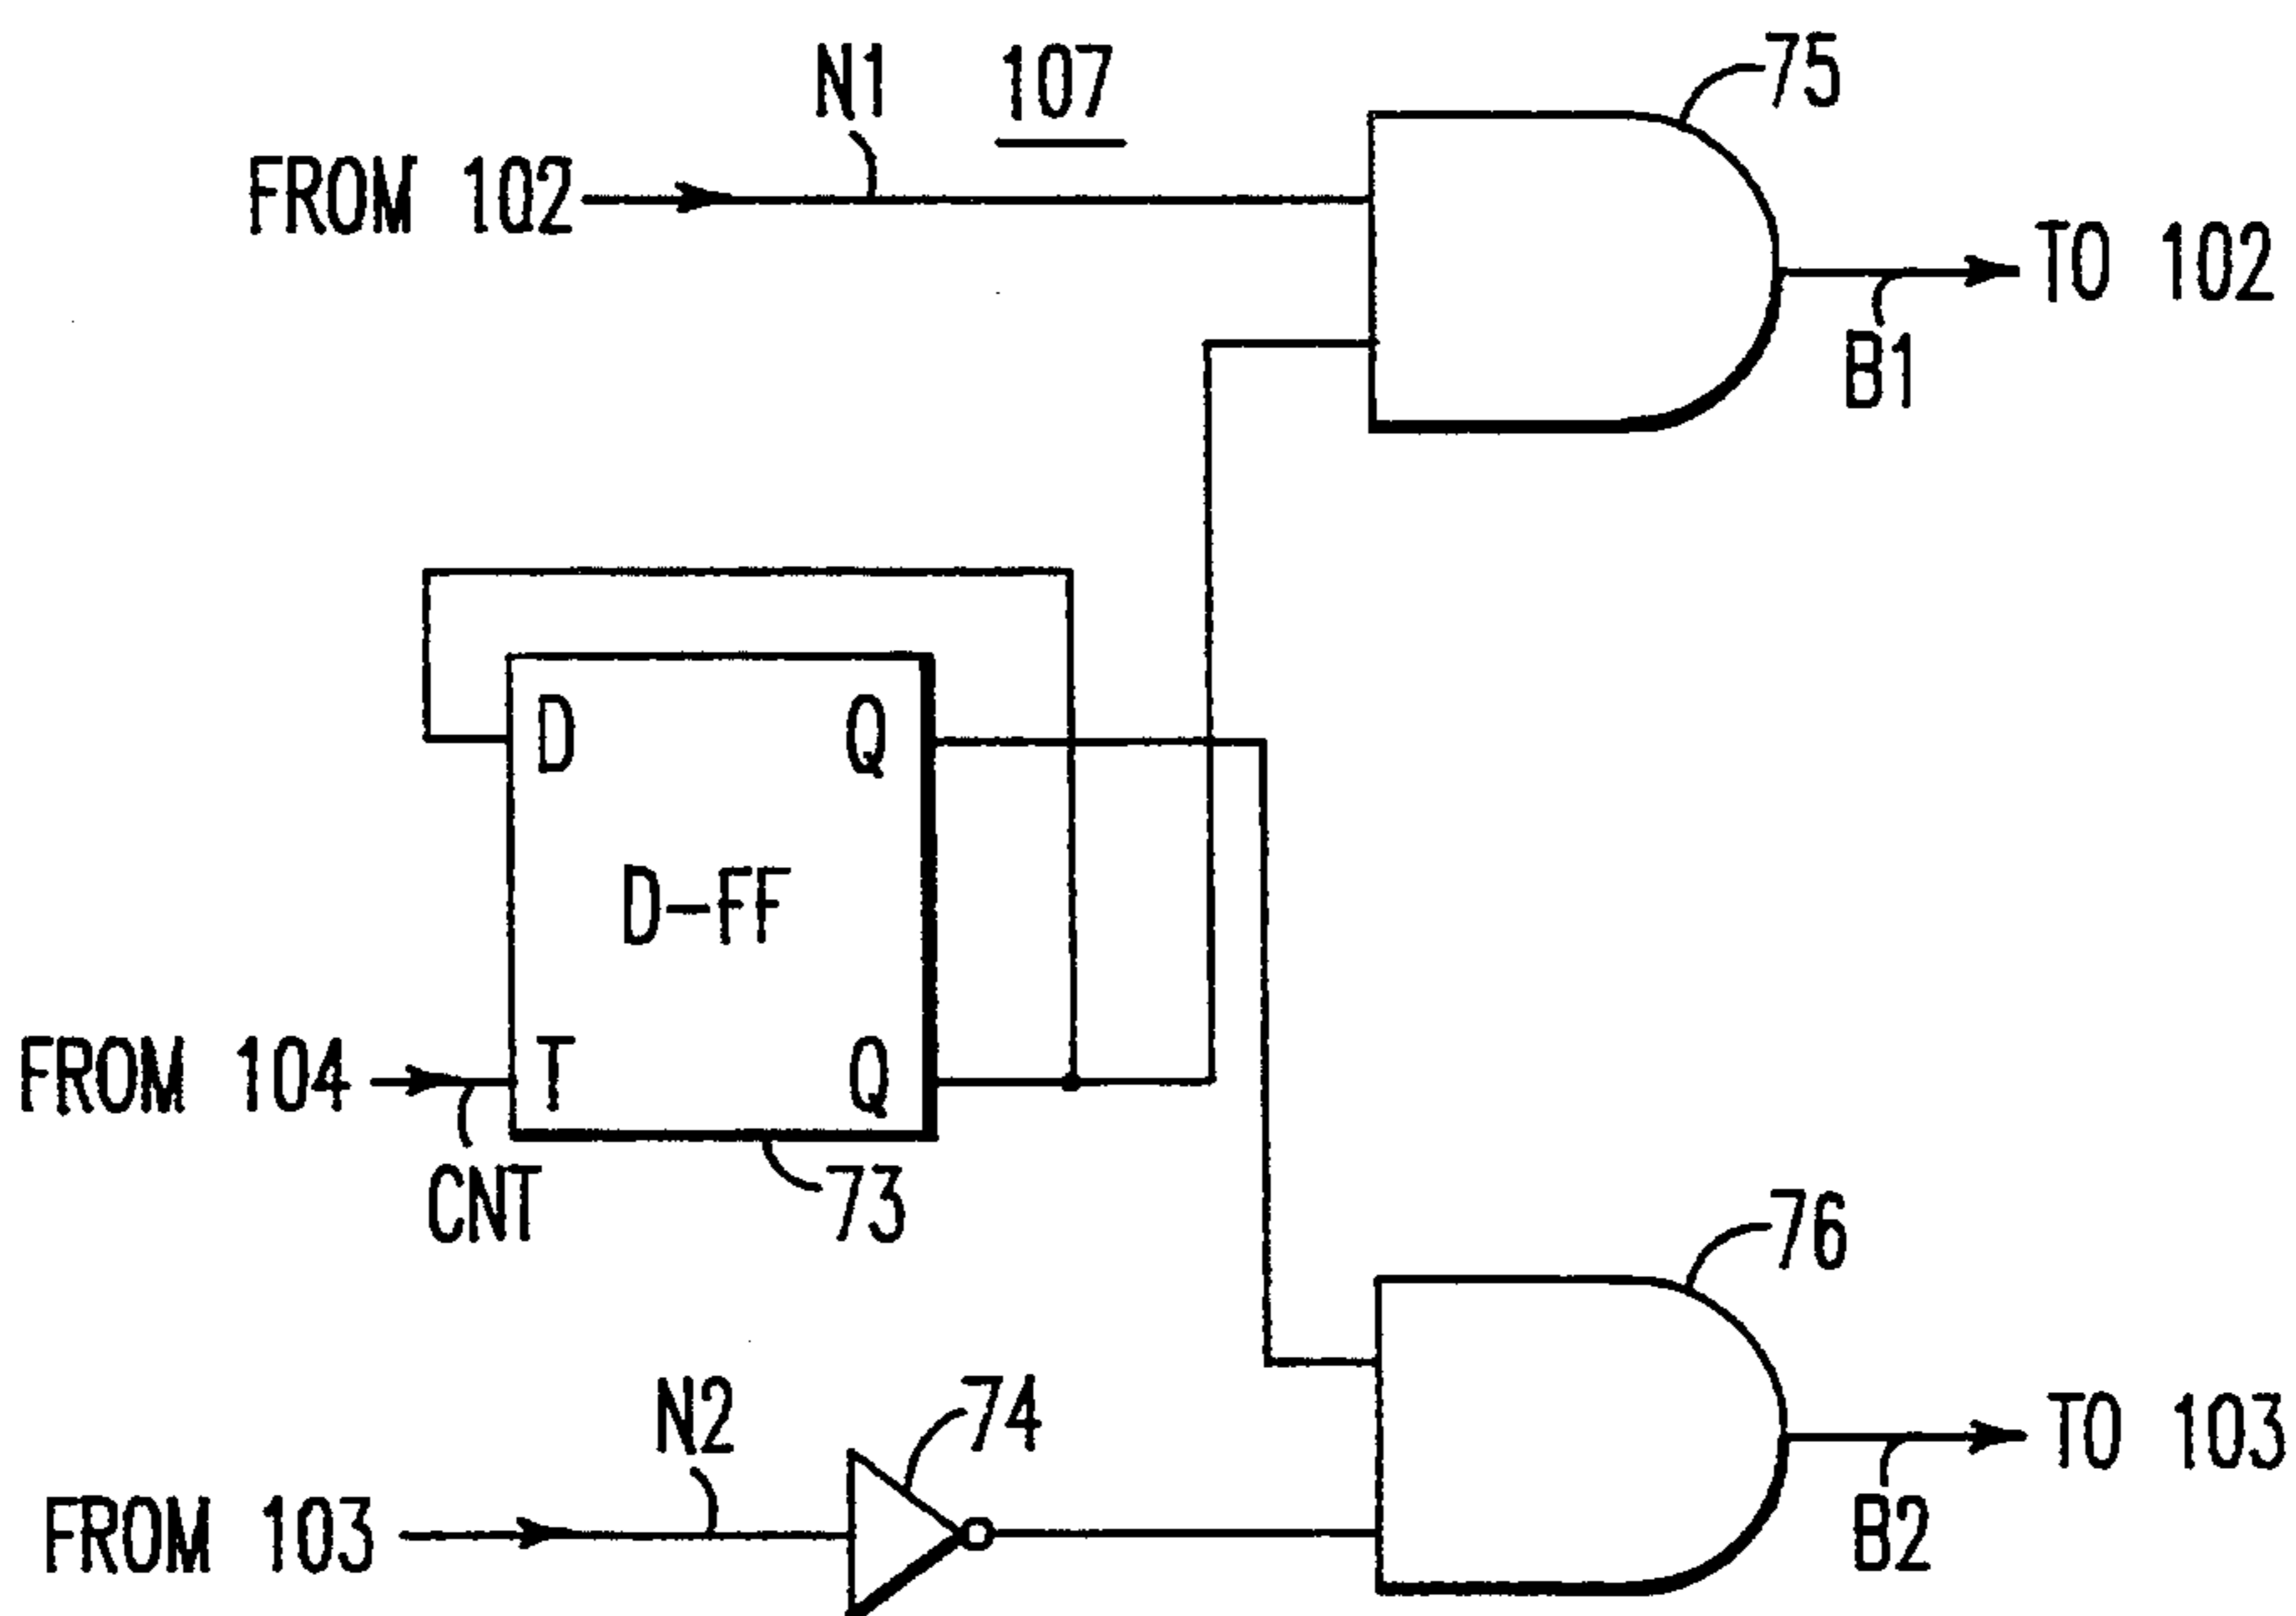 N1
107
75
FROM 102
TO 102
B1
D
Q
D-FF
FROM 104
T
Q
CNT
73
76
N2
74
TO 103
FROM 103
B2